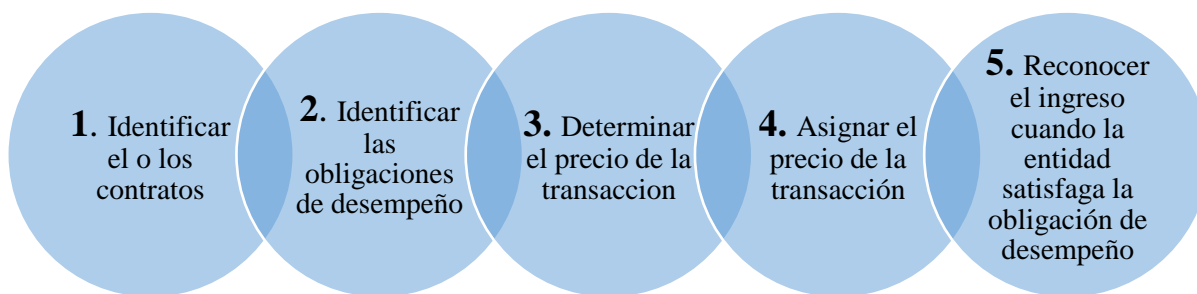 1. Identificar
el o los
contratos
2. Identificar
las
obligaciones
de desempeño
3. Determinar
el precio de la
transaccion
4. Asignar el
precio de la
transacción
5. Reconocer
el ingreso
cuando la
entidad
satisfaga la
obligación de
desempeño